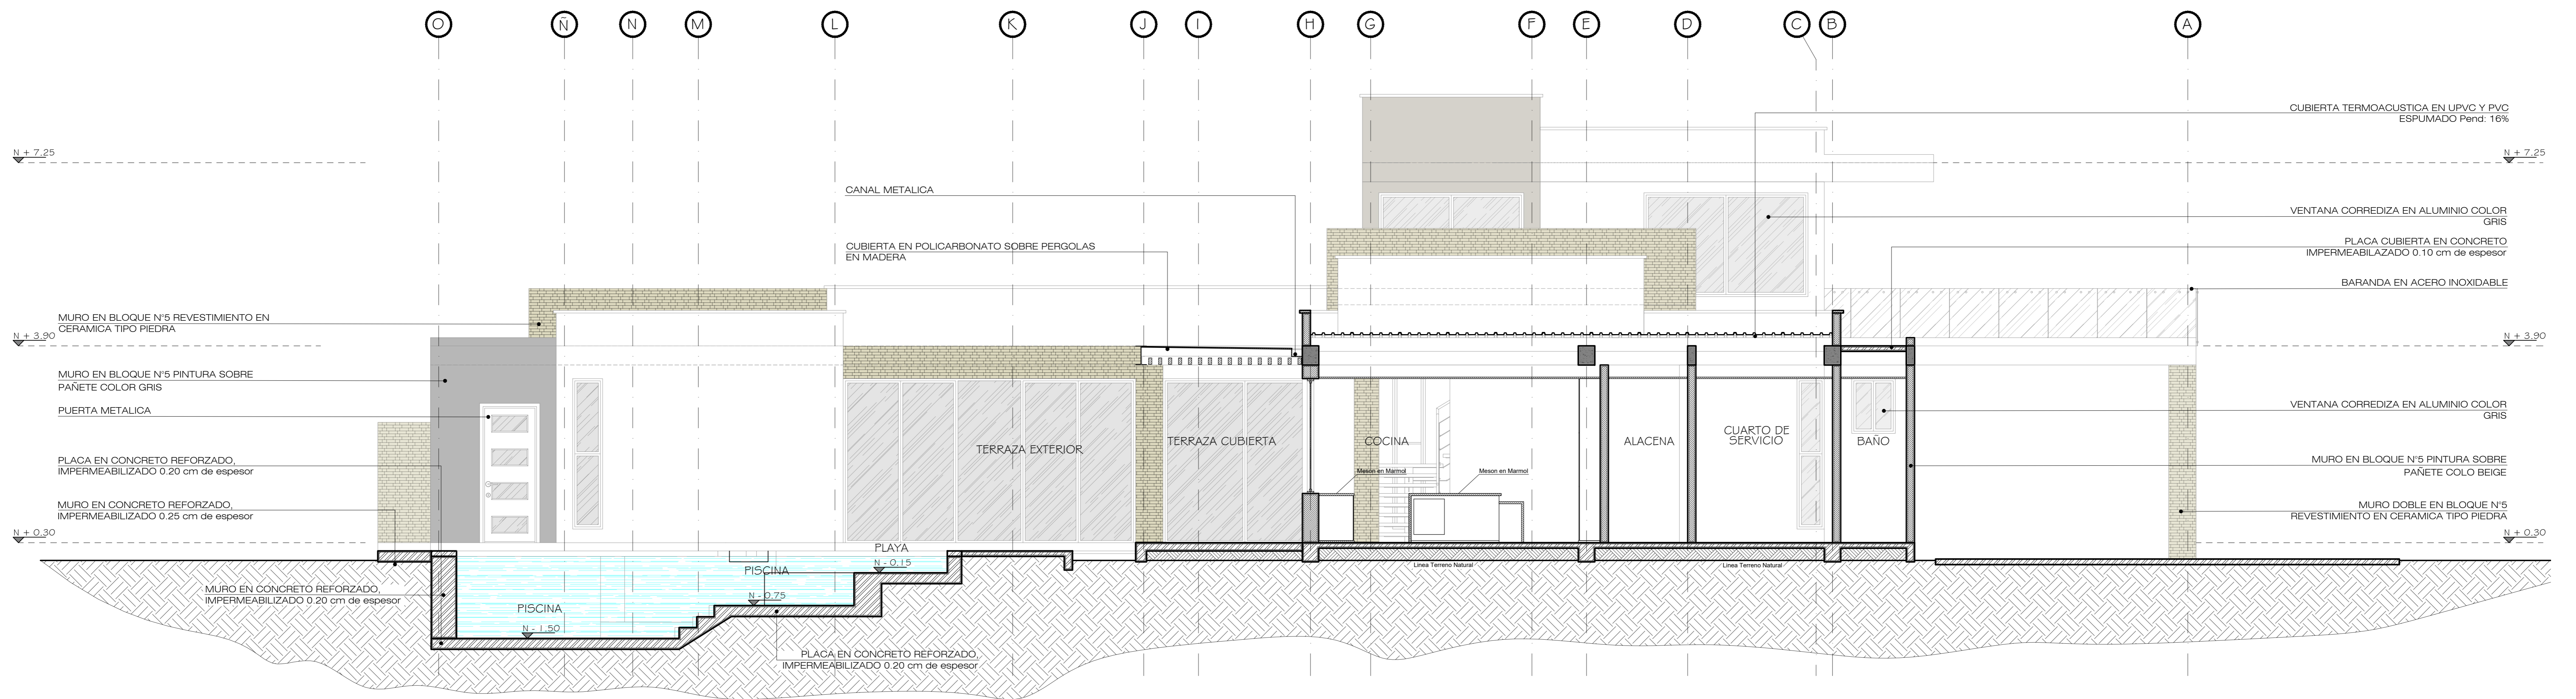 O Ñ N M L K J I H G F E D C B A
CUBIERTA TERMOACUSTICA EN UPVC Y PVC
ESPUMADO Pend: 16%
N + 7.25
N + 7.25
CANAL METALICA
VENTANA CORREDIZA EN ALUMINIO COLOR
GRIS
CUBIERTA EN POLICARBONATO SOBRE PERGOLAS
EN MADERA
PLACA CUBIERTA EN CONCRETO
IMPERMEABILAZADO 0.10 cm de espesor
BARANDA EN ACERO INOXIDABLE
MURO EN BLOQUE N°5 REVESTIMIENTO EN
CERAMICA TIPO PIEDRA
N + 3.90
N + 3.90
MURO EN BLOQUE N°5 PINTURA SOBRE
PAÑETE COLOR GRIS
PUERTA METALICA
VENTANA CORREDIZA EN ALUMINIO COLOR
GRIS
TERRAZA EXTERIOR
TERRAZA CUBIERTA
COCINA
ALACENA
CUARTO DE
SERVICIO
BAÑO
Meson en Marmol
Meson en Marmol
PLACA EN CONCRETO REFORZADO,
IMPERMEABILIZADO 0.20 cm de espesor
MURO EN BLOQUE N°5 PINTURA SOBRE
PAÑETE COLO BEIGE
MURO EN CONCRETO REFORZADO,
IMPERMEABILIZADO 0.25 cm de espesor
MURO DOBLE EN BLOQUE N°5
REVESTIMIENTO EN CERAMICA TIPO PIEDRA
N + 0.30
N + 0.30
PLAYA
N - 0.15
PISCINA
Linea Terreno Natural
Linea Terreno Natural
MURO EN CONCRETO REFORZADO,
IMPERMEABILIZADO 0.20 cm de espesor
N - 0.75
PISCINA
N - 1.50
PLACA EN CONCRETO REFORZADO,
IMPERMEABILIZADO 0.20 cm de espesor